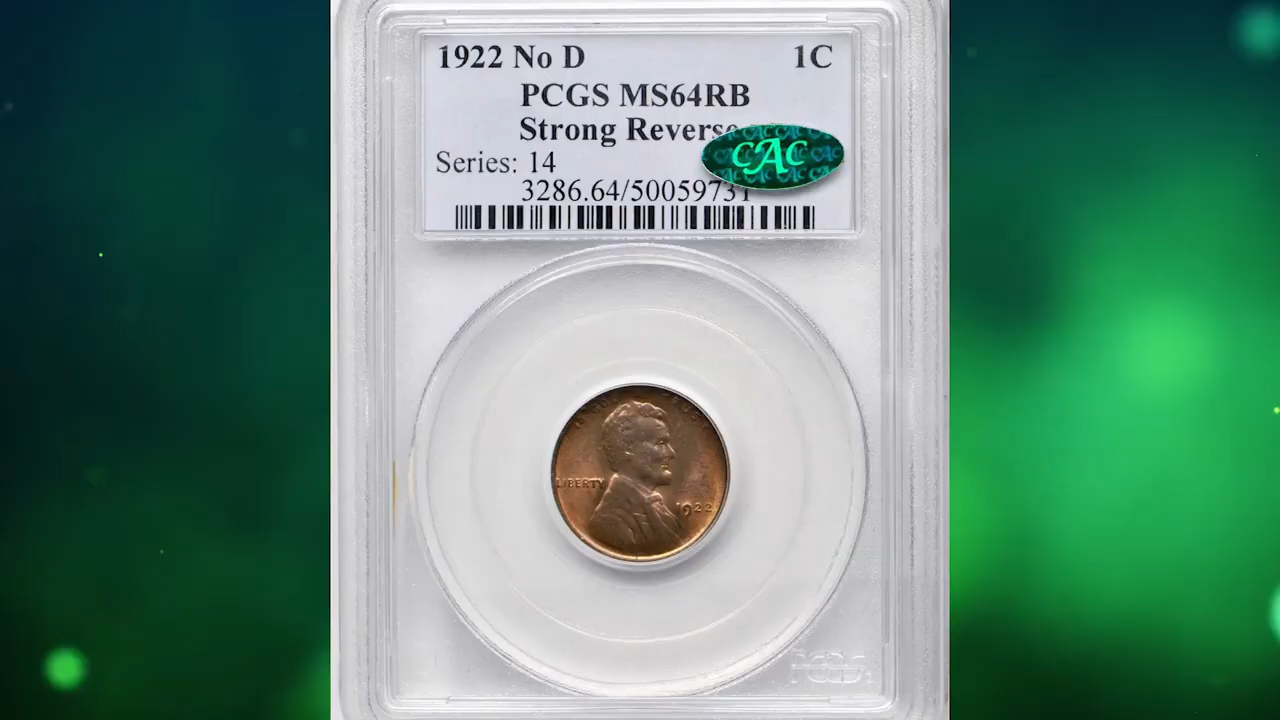 1922 No D 1C
PCGS MS64RB
Strong Reverse
CAC
Series: 14
3286.64/50059731
LIBERTY
1922